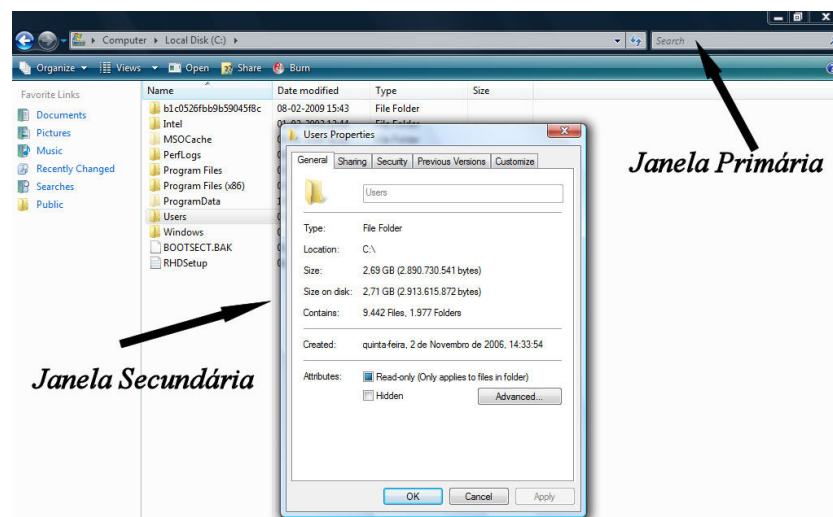 Computer ▸ Local Disk (C:) ▸
Search
Organize Views Open Share Burn
Favorite Links
Documents
Pictures
Music
Recently Changed
Searches
Public
Name Date modified Type Size
b1c0526fbb9b59045f8c 08-02-2009 15:43 File Folder
Intel
MSOCache
PerfLogs
Program Files
Program Files (x86)
ProgramData
Users
Windows
BOOTSECT.BAK
RHDSetup
Users Properties
General Sharing Security Previous Versions Customize
Users
Type: File Folder
Location: C:\
Size: 2,69 GB (2.890.730.541 bytes)
Size on disk: 2,71 GB (2.913.615.872 bytes)
Contains: 9.442 Files, 1.977 Folders
Created: quinta-feira, 2 de Novembro de 2006, 14:33:54
Attributes: Read-only (Only applies to files in folder)
Hidden Advanced...
OK Cancel Apply
Janela Primária
Janela Secundária